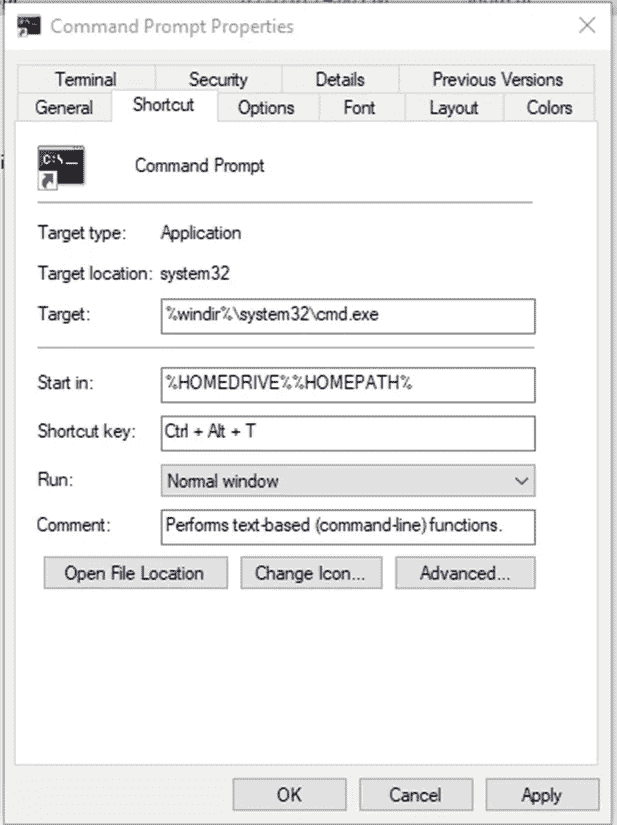 Command Prompt Properties
Terminal Security Details Previous Versions
General Shortcut Options Font Layout Colors
C:\_
Command Prompt
Target type: Application
Target location: system32
Target: %windir%\system32\cmd.exe
Start in: %HOMEDRIVE%%HOMEPATH%
Shortcut key: Ctrl + Alt + T
Run: Normal window
Comment: Performs text-based (command-line) functions.
Open File Location Change Icon... Advanced...
OK Cancel Apply